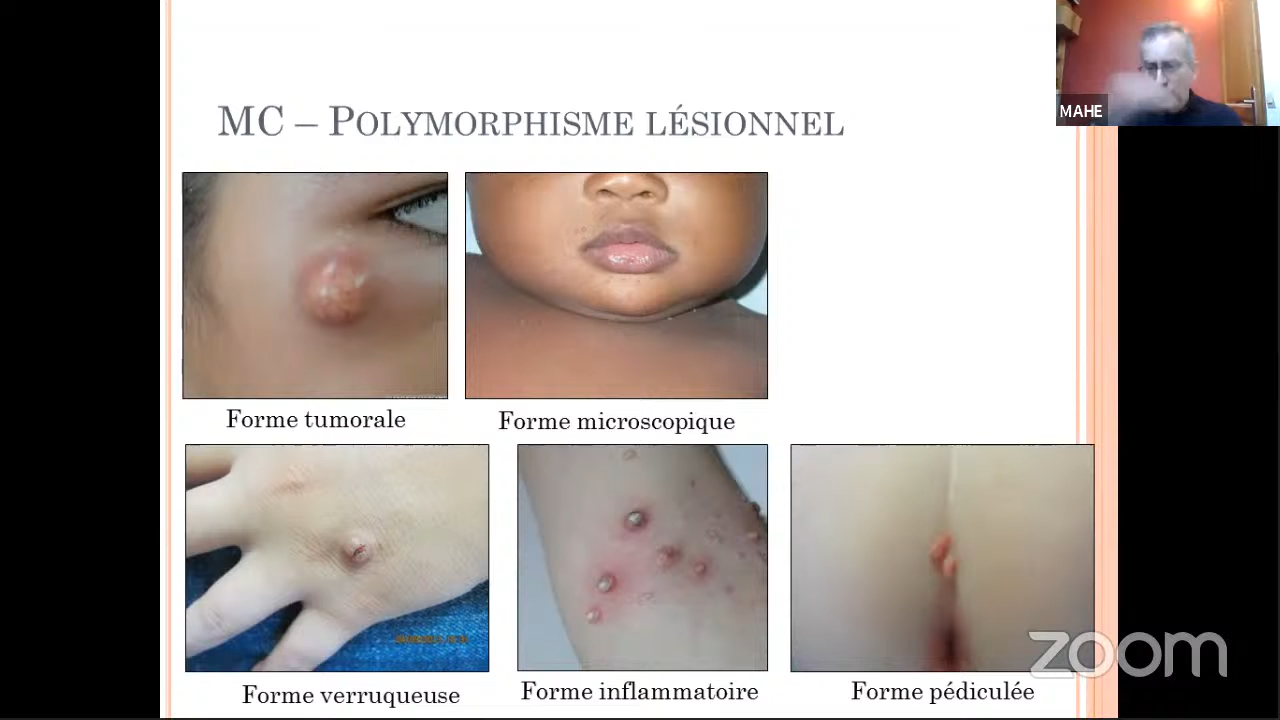 MAHE
MC – POLYMORPHISME LÉSIONNEL
Forme tumorale
Forme microscopique
Forme verruqueuse
Forme inflammatoire
Forme pédiculée
zoom